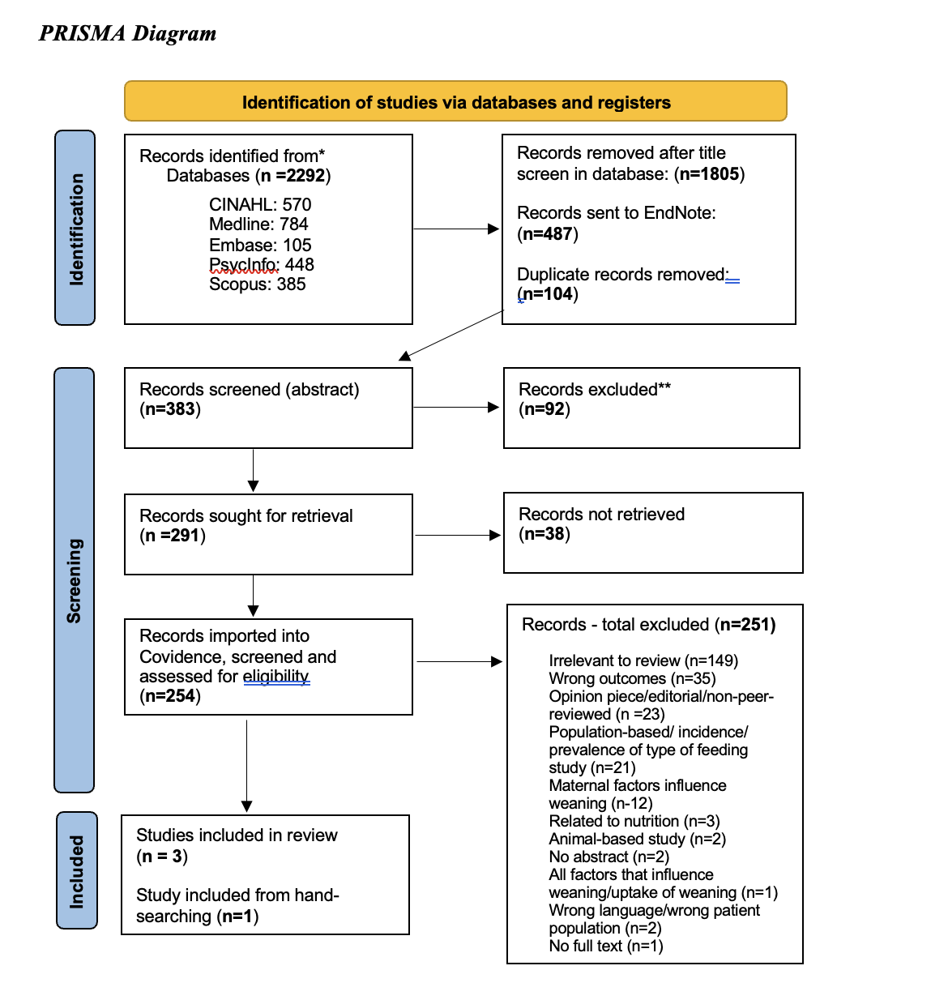 PRISMA Diagram
Identification of studies via databases and registers
Identification
Records identified from*
Databases (n =2292)
CINAHL: 570
Medline: 784
Embase: 105
PsycInfo: 448
Scopus: 385
Records removed after title
screen in database: (n=1805)
Records sent to EndNote:
(n=487)
Duplicate records removed:
(n=104)
Screening
Records screened (abstract)
(n=383)
Records excluded**
(n=92)
Records sought for retrieval
(n =291)
Records not retrieved
(n=38)
Records imported into
Covidence, screened and
assessed for eligibility
(n=254)
Records - total excluded (n=251)
Irrelevant to review (n=149)
Wrong outcomes (n=35)
Opinion piece/editorial/non-peer-
reviewed (n =23)
Population-based/ incidence/
prevalence of type of feeding
study (n=21)
Maternal factors influence
weaning (n-12)
Related to nutrition (n=3)
Animal-based study (n=2)
No abstract (n=2)
All factors that influence
weaning/uptake of weaning (n=1)
Wrong language/wrong patient
population (n=2)
No full text (n=1)
Included
Studies included in review
(n = 3)
Study included from hand-
searching (n=1)